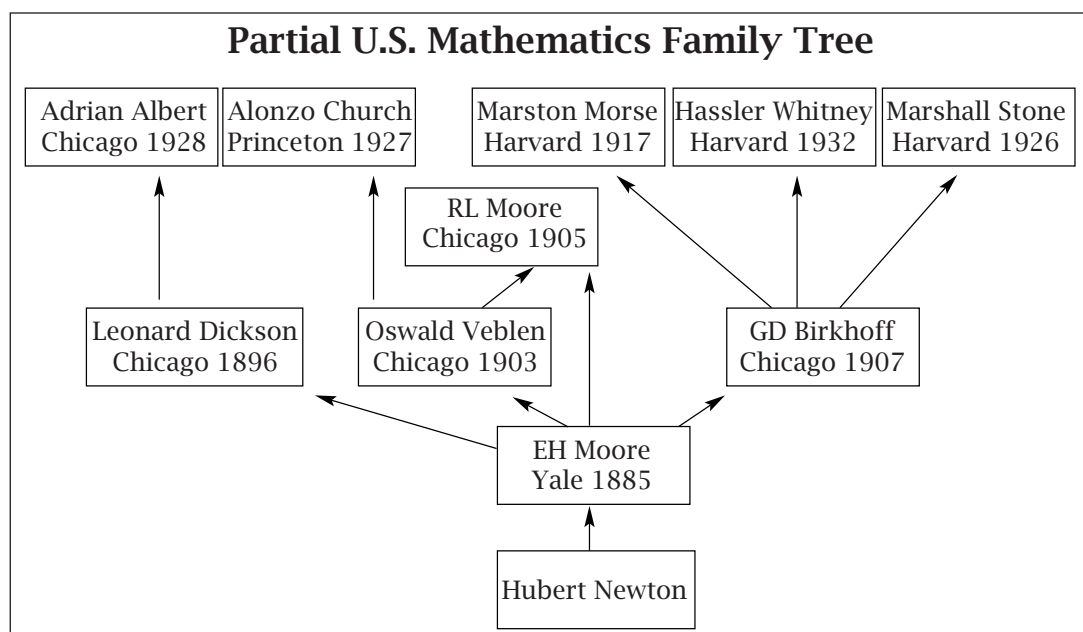 Partial U.S. Mathematics Family Tree
Adrian Albert
Chicago 1928
Alonzo Church
Princeton 1927
Marston Morse
Harvard 1917
Hassler Whitney
Harvard 1932
Marshall Stone
Harvard 1926
RL Moore
Chicago 1905
Leonard Dickson
Chicago 1896
Oswald Veblen
Chicago 1903
GD Birkhoff
Chicago 1907
EH Moore
Yale 1885
Hubert Newton